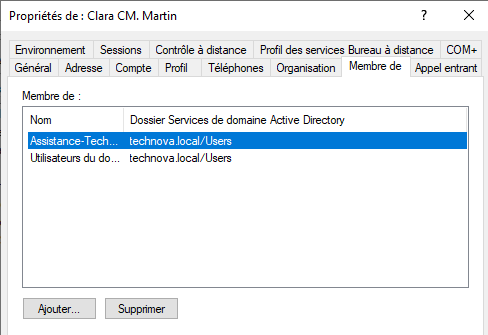 Propriétés de : Clara CM. Martin
Environnement Sessions Contrôle à distance Profil des services Bureau à distance COM+
Général Adresse Compte Profil Téléphones Organisation Membre de Appel entrant
Membre de :
Nom Dossier Services de domaine Active Directory
Assistance-Tech... technova.local/Users
Utilisateurs du do... technova.local/Users
Ajouter... Supprimer